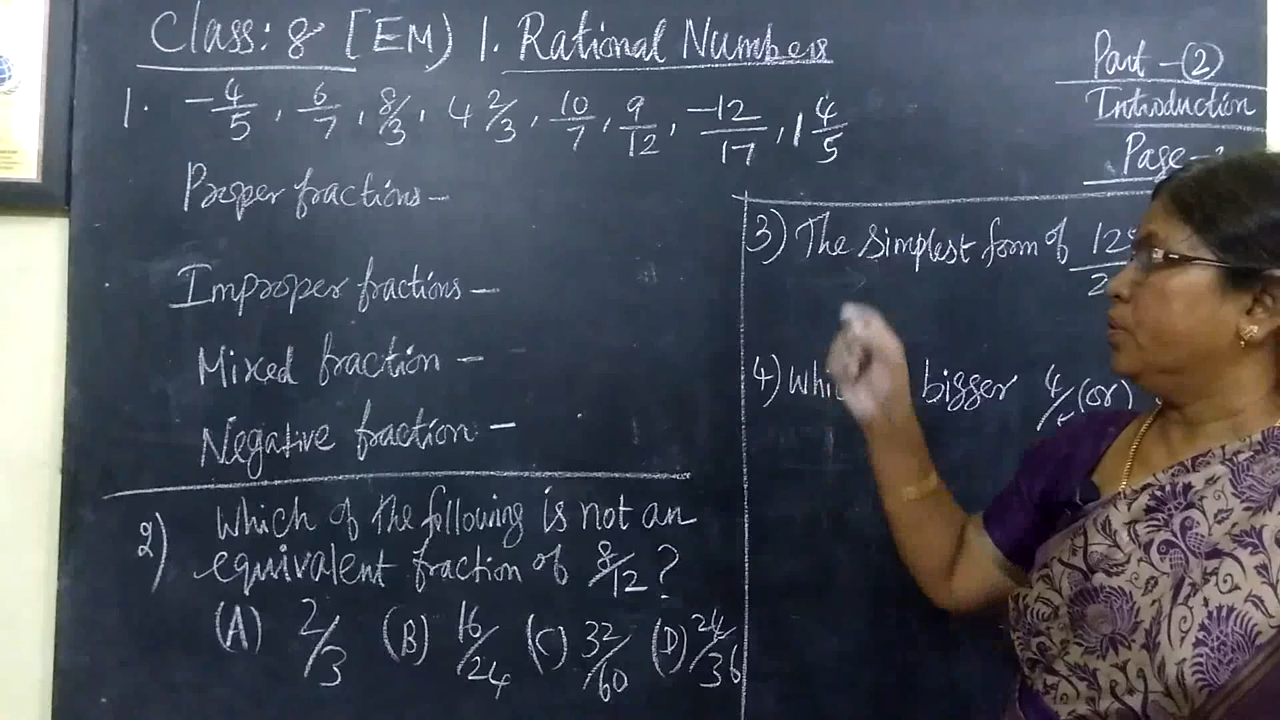 Class: 8 [EM) 1. Rational Numbers
Part - (2)
Introduction
Page -
1. -4/5, 6/7, 8/3, 4 2/3, 10/7, 9/12, -12/17, 1 4/5
Proper fractions -
Improper fractions -
Mixed fraction -
Negative fraction -
2) Which of the following is not an
equivalent fraction of 8/12?
(A) 2/3 (B) 16/24 (C) 32/60 (D) 24/36
3) The simplest form of
4) bigger (or)